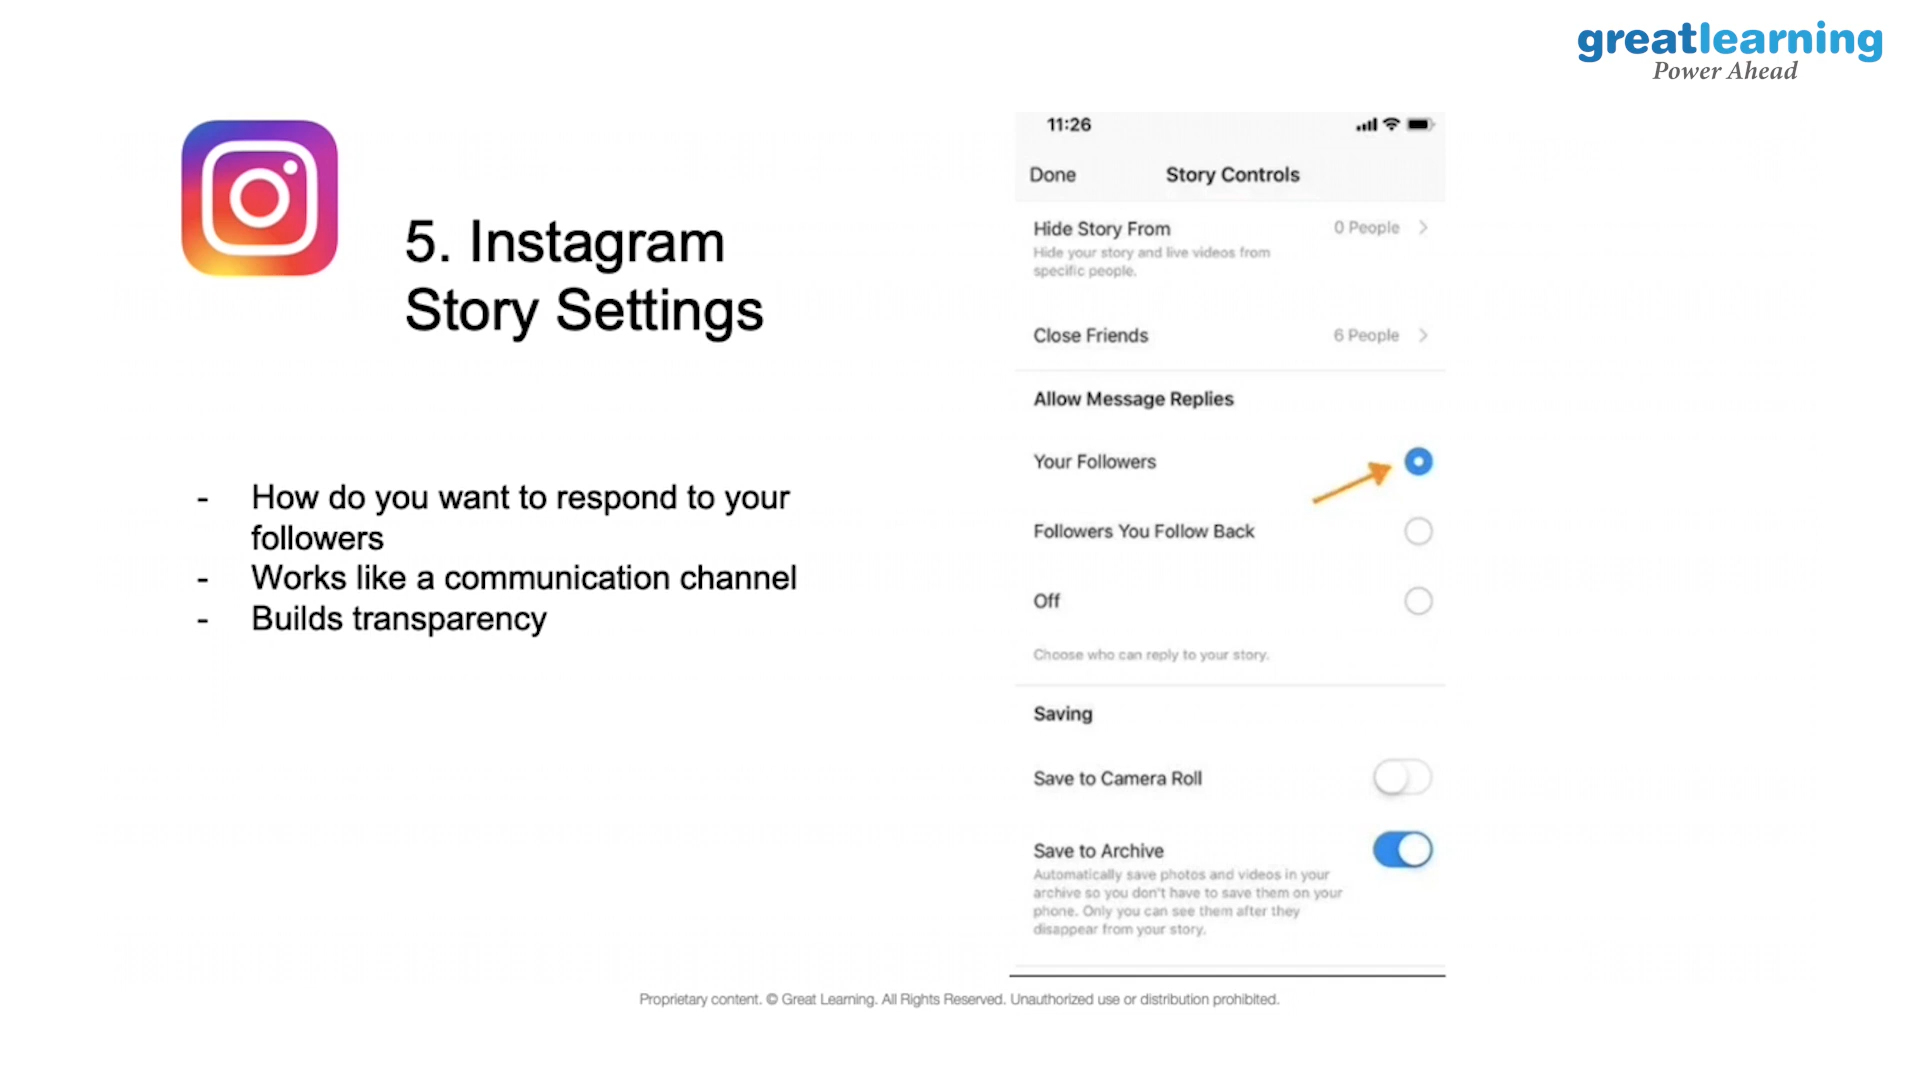 greatlearning
Power Ahead
5. Instagram
Story Settings
- How do you want to respond to your
followers
- Works like a communication channel
- Builds transparency
11:26
Done Story Controls
Hide Story From 0 People
Hide your story and live videos from
specific people.
Close Friends 6 People
Allow Message Replies
Your Followers
Followers You Follow Back
Off
Choose who can reply to your story.
Saving
Save to Camera Roll
Save to Archive
Automatically save photos and videos in your
archive so you don't have to save them on your
phone. Only you can see them after they
disappear from your story.
Proprietary content. © Great Learning. All Rights Reserved. Unauthorized use or distribution prohibited.